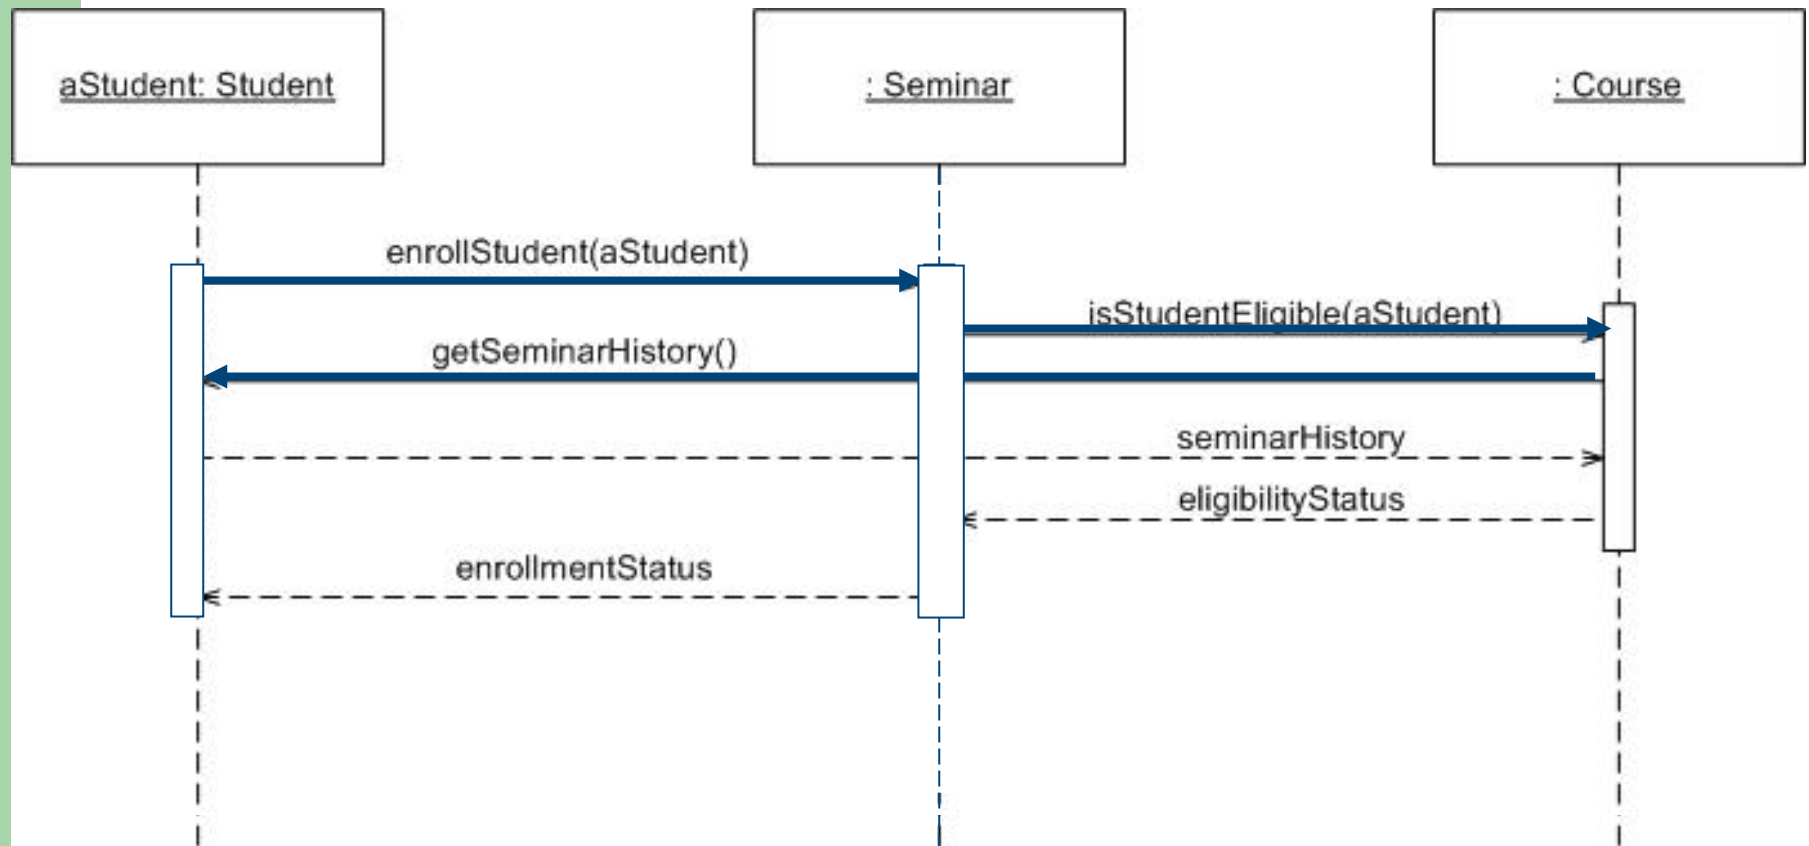 aStudent: Student
: Seminar
: Course
enrollStudent(aStudent)
isStudentEligible(aStudent)
getSeminarHistory()
seminarHistory
eligibilityStatus
enrollmentStatus